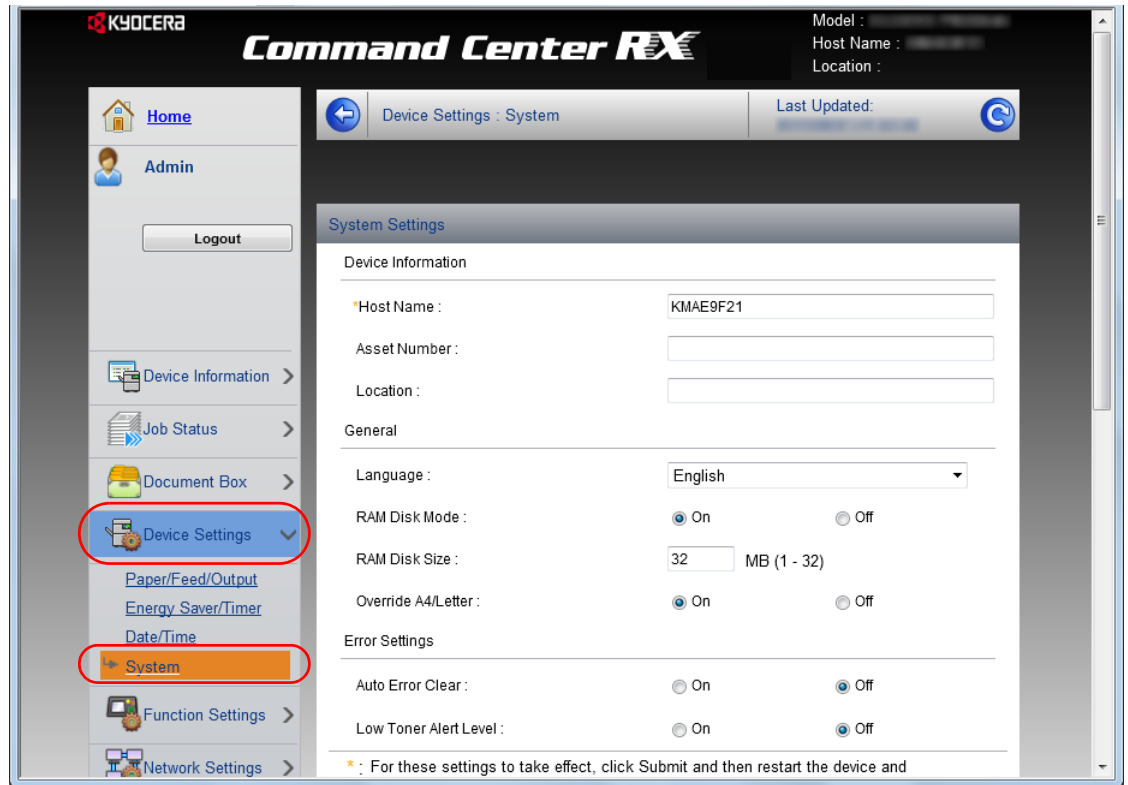 KYOCERA
Command Center RX
Model :
Host Name :
Location :
Home
Admin
Logout
Device Information
Job Status
Document Box
Device Settings
Paper/Feed/Output
Energy Saver/Timer
Date/Time
System
Function Settings
Network Settings
Device Settings : System
Last Updated:
System Settings
Device Information
*Host Name : KMAE9F21
Asset Number :
Location :
General
Language : English
RAM Disk Mode : On Off
RAM Disk Size : 32 MB (1 - 32)
Override A4/Letter : On Off
Error Settings
Auto Error Clear : On Off
Low Toner Alert Level : On Off
* : For these settings to take effect, click Submit and then restart the device and